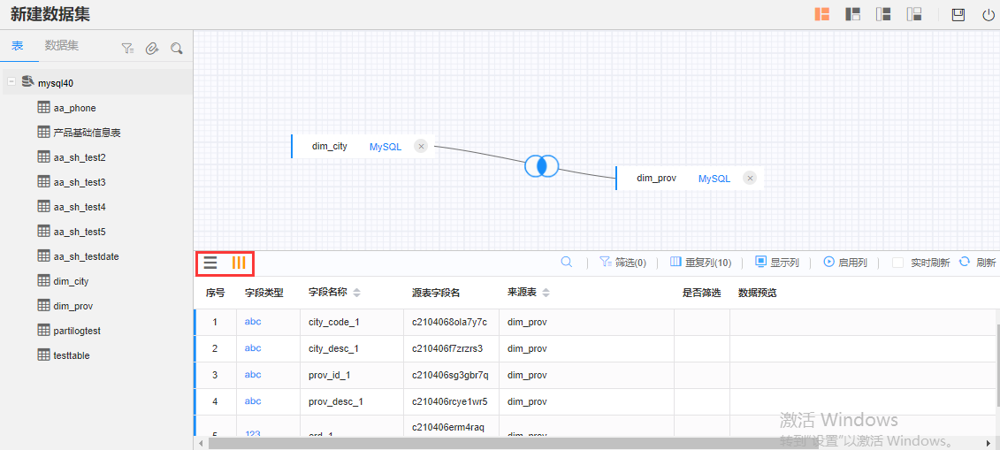 新建数据集
表 数据集
mysql40
aa_phone
产品基础信息表
aa_sh_test2
aa_sh_test3
aa_sh_test4
aa_sh_test5
aa_sh_testdate
dim_city
dim_prov
partilogtest
testtable
dim_city MySQL
dim_prov MySQL
筛选(0) 重复列(10) 显示列 启用列 实时刷新 刷新
序号 字段类型 字段名称 源表字段名 来源表 是否筛选 数据预览
1 abc city_code_1 c2104068ola7y7c dim_prov
2 abc city_desc_1 c210406f7zrzrs3 dim_prov
3 abc prov_id_1 c210406sg3gbr7q dim_prov
4 abc prov_desc_1 c210406rcye1wr5 dim_prov
5 123 ord_1 c210406erm4raq dim_prov
激活 Windows
转到"设置"以激活 Windows。